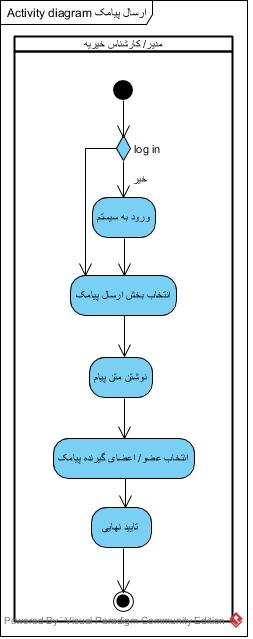 Activity diagram ارسال پیامک
مدیر/ کارشناس خیریه
log in
خیر
ورود به سیستم
انتخاب بخش ارسال پیامک
نوشتن متن پیام
انتخاب عضو / اعضای گیرنده پیامک
تایید نهایی
Powered By: Visual Paradigm Community Edition